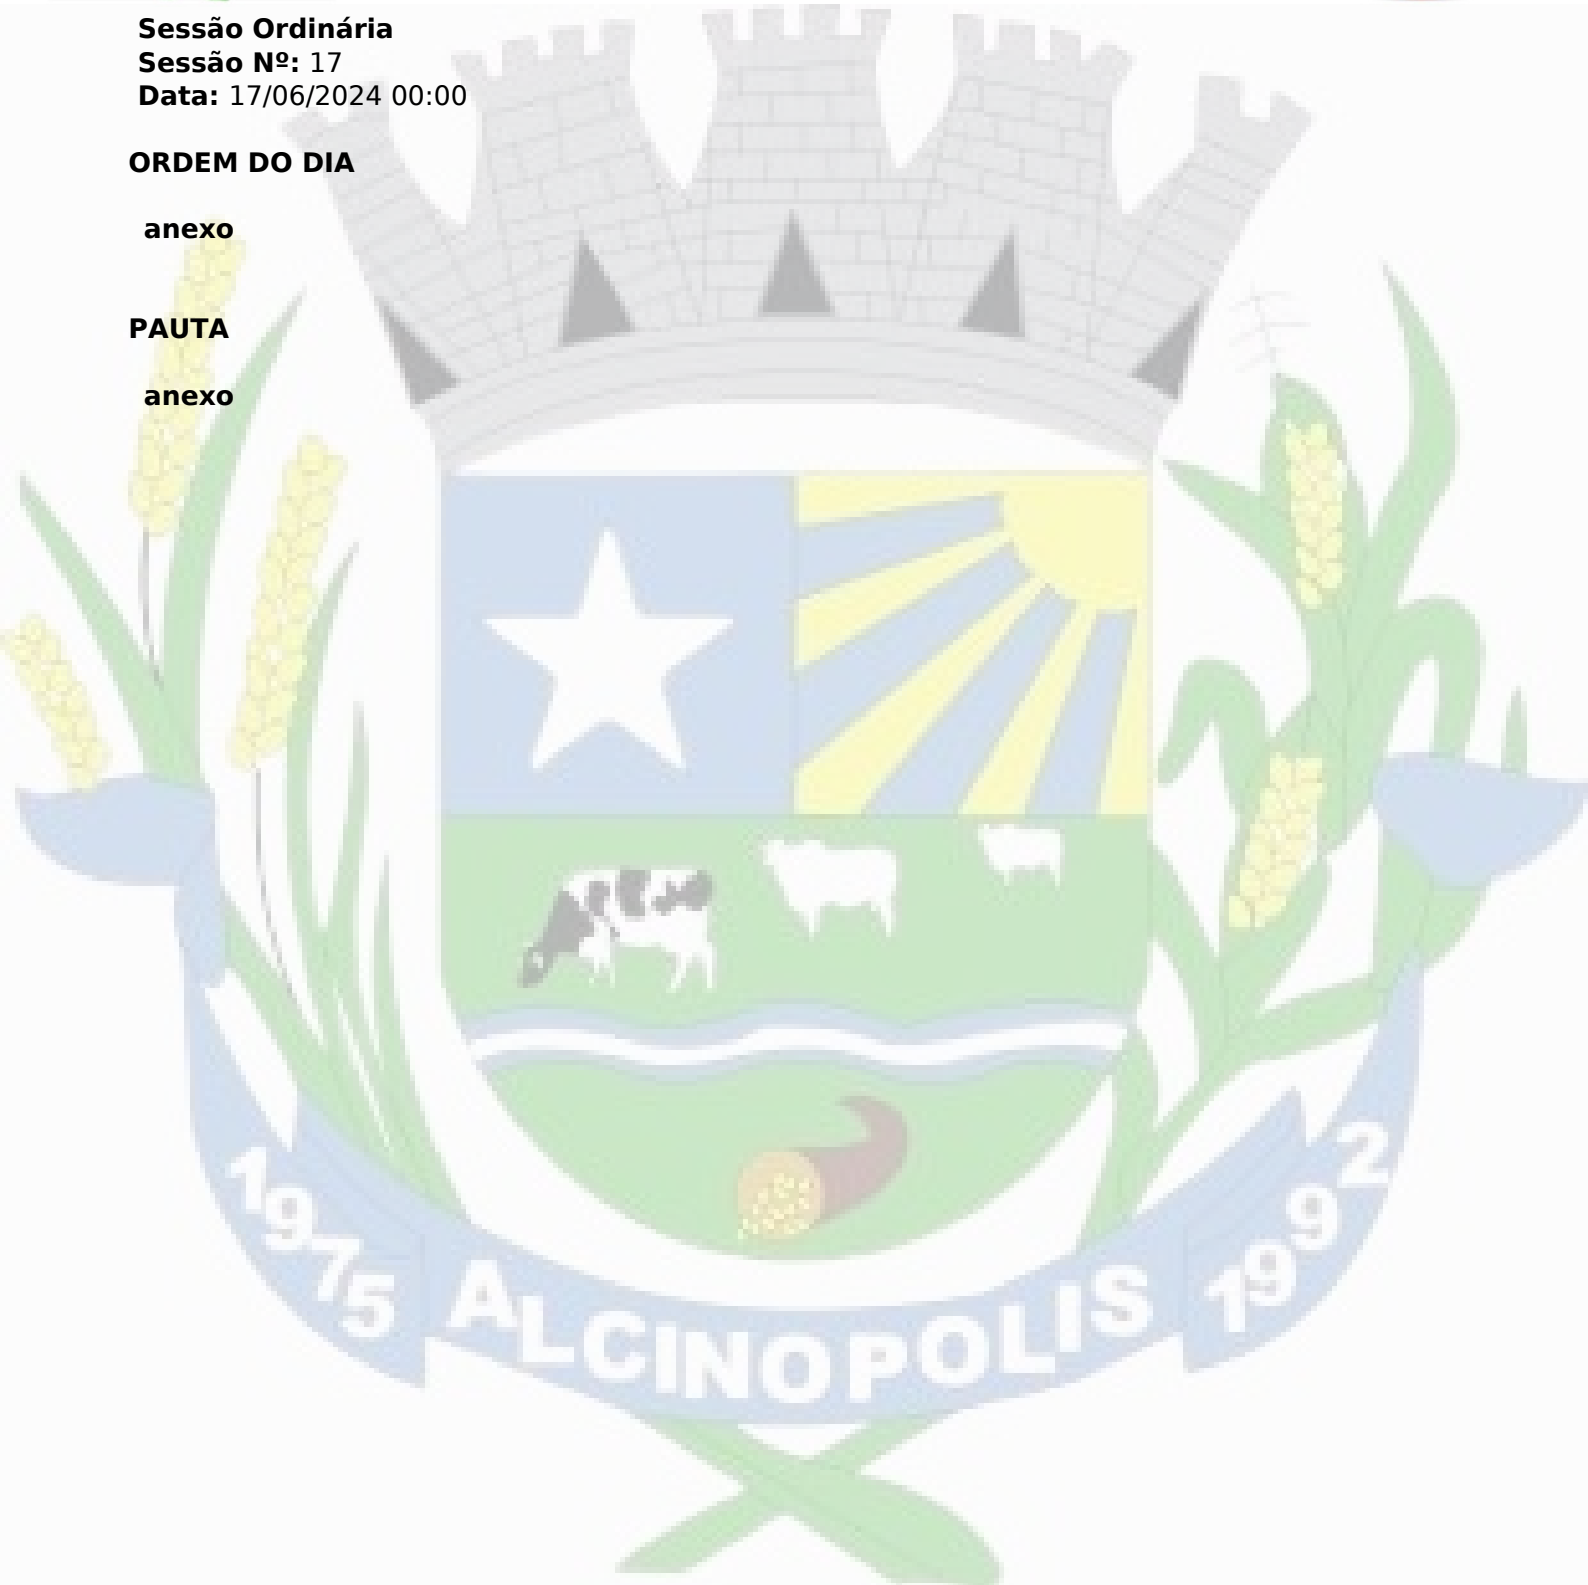 Sessão Ordinária
Sessão Nº: 17
Data: 17/06/2024 00:00
ORDEM DO DIA
anexo
PAUTA
anexo
1975
ALCINOPOLIS
1992